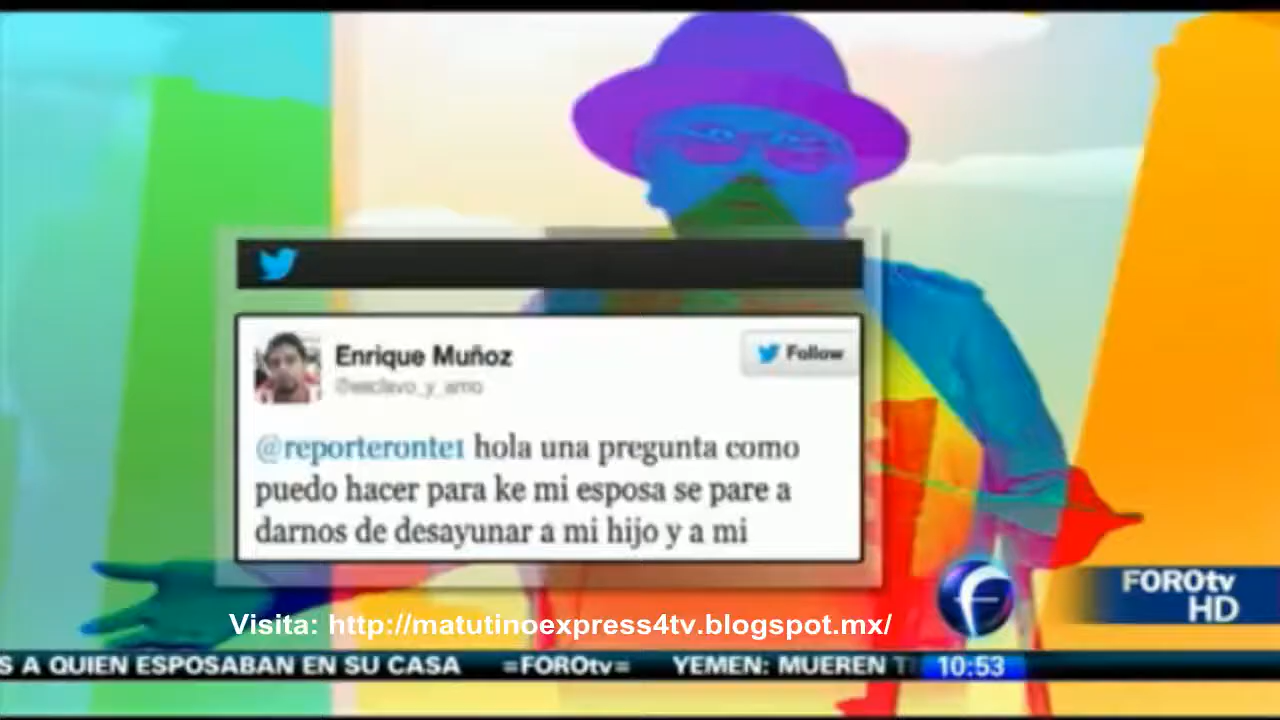 Enrique Muñoz
@esclavo_y_amo
Follow
@reporteronte1 hola una pregunta como
puedo hacer para ke mi esposa se pare a
darnos de desayunar a mi hijo y a mi
FOROtv
HD
Visita: http://matutinoexpress4tv.blogspot.mx/
S A QUIEN ESPOSABAN EN SU CASA =FOROtv= YEMEN: MUEREN
10:53